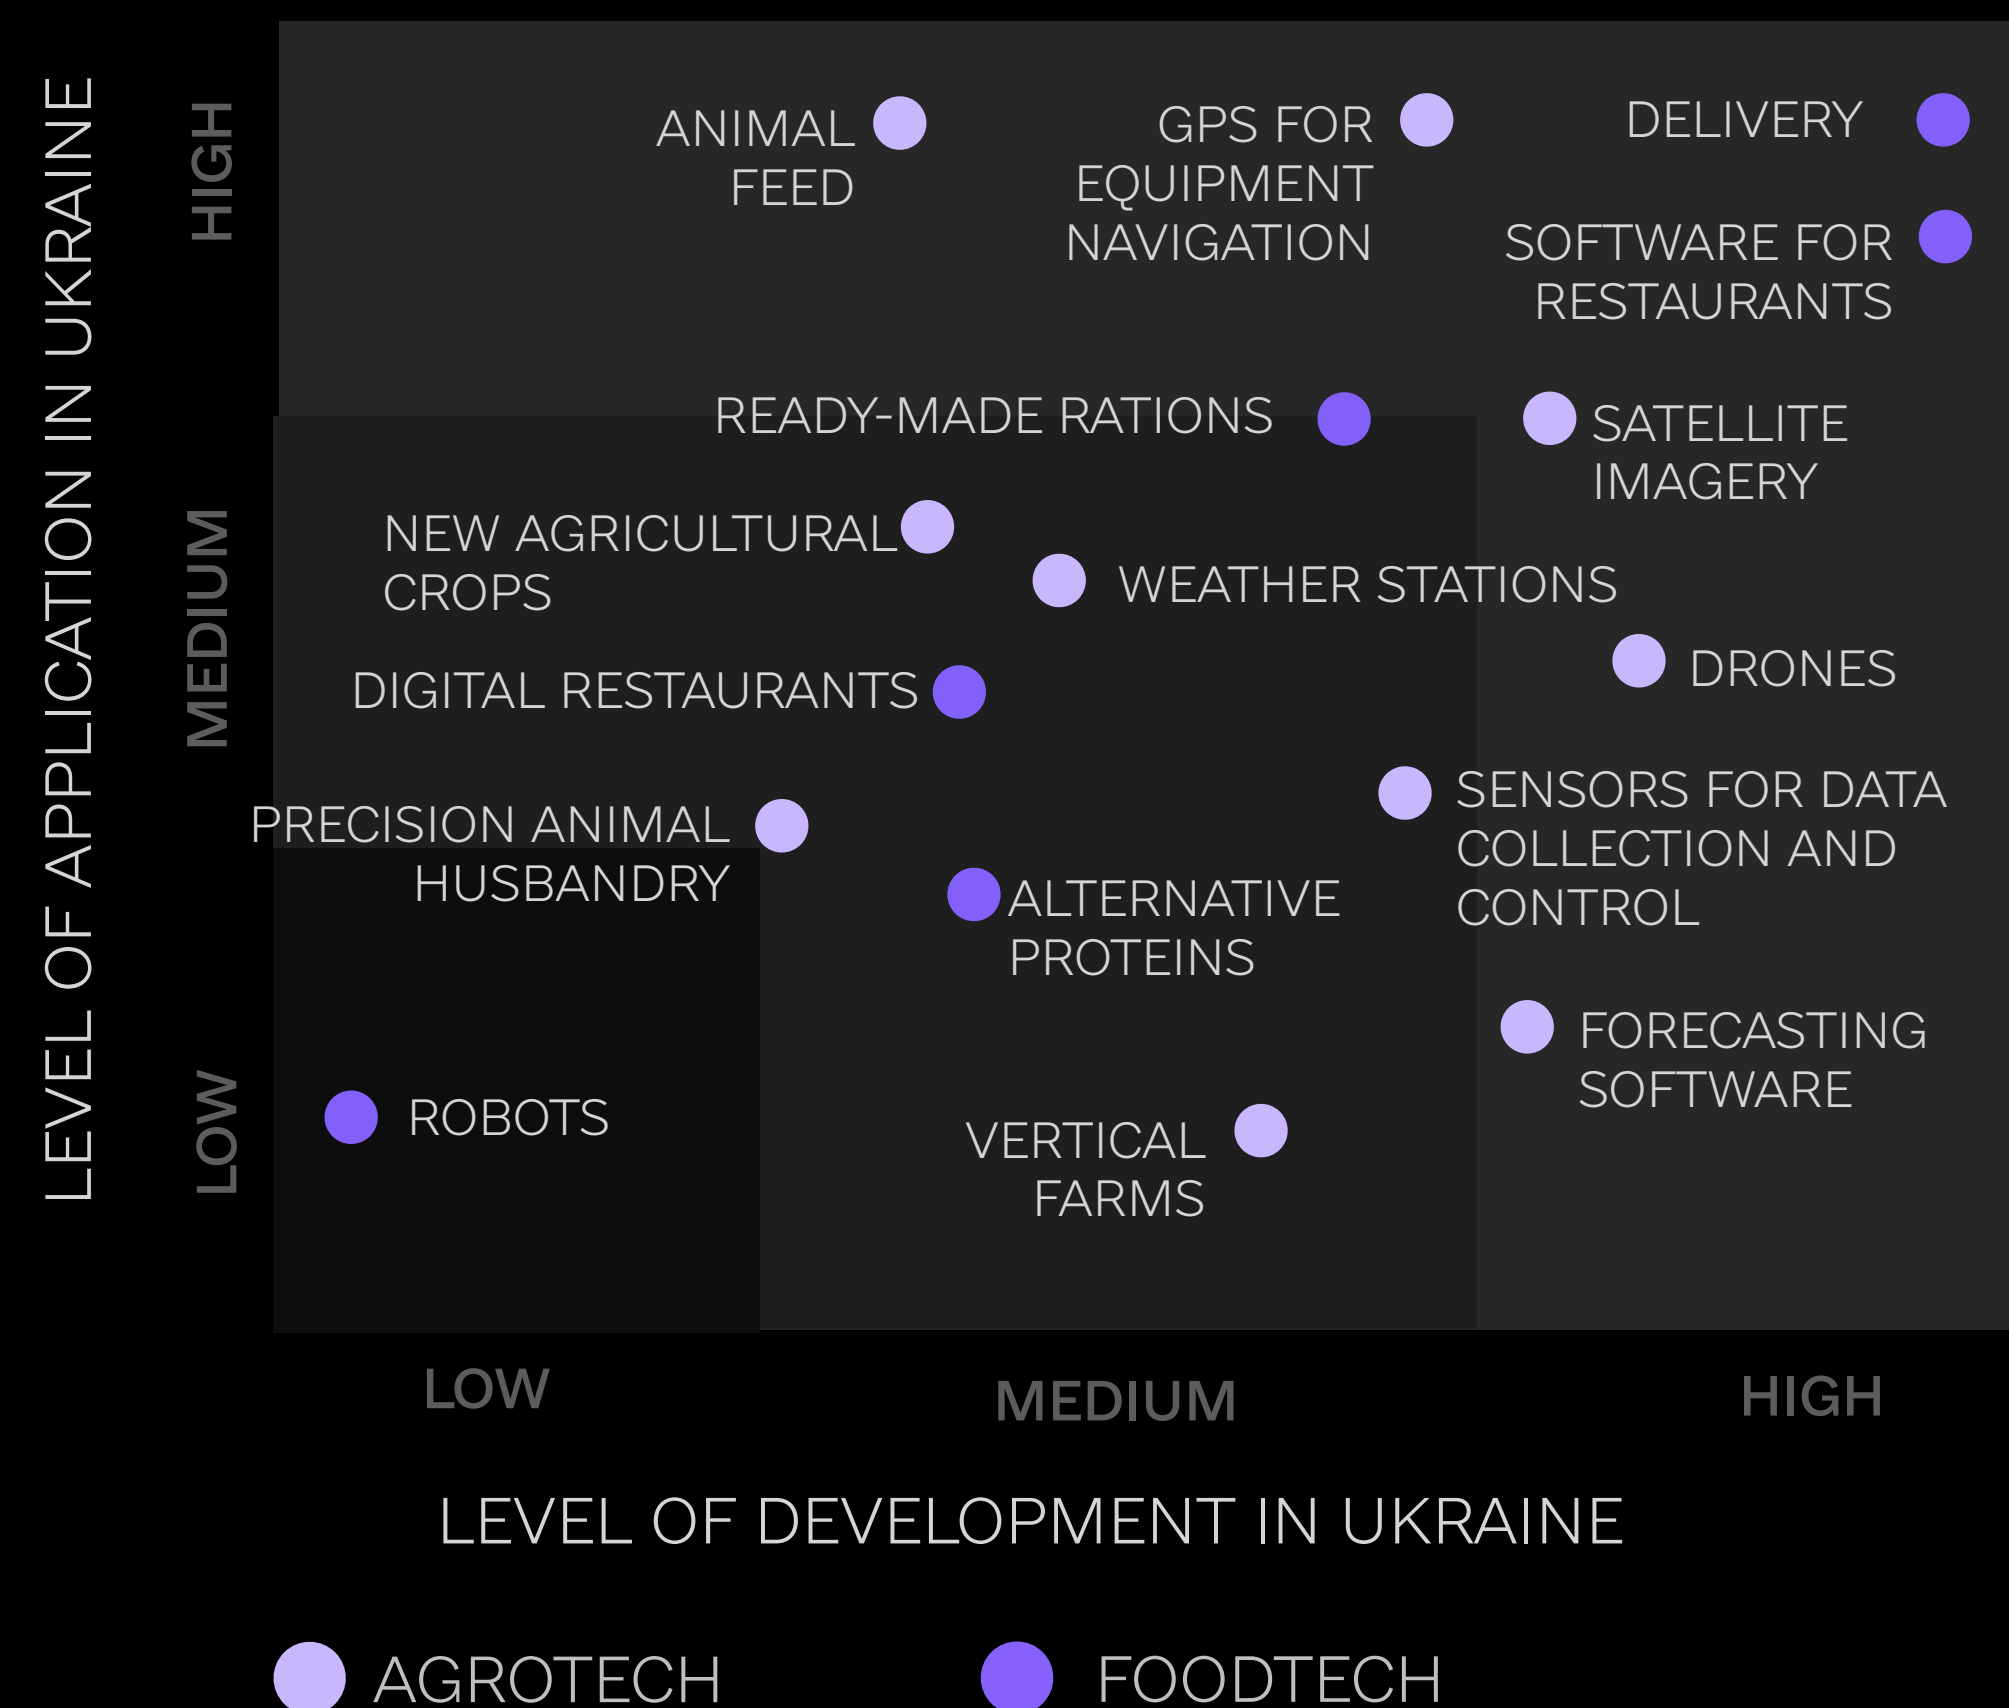 LEVEL OF APPLICATION IN UKRAINE
HIGH
MEDIUM
LOW
ANIMAL
FEED
GPS FOR
EQUIPMENT
NAVIGATION
DELIVERY
SOFTWARE FOR
RESTAURANTS
READY-MADE RATIONS
SATELLITE
IMAGERY
NEW AGRICULTURAL
CROPS
WEATHER STATIONS
DIGITAL RESTAURANTS
DRONES
PRECISION ANIMAL
HUSBANDRY
SENSORS FOR DATA
COLLECTION AND
CONTROL
ALTERNATIVE
PROTEINS
FORECASTING
SOFTWARE
ROBOTS
VERTICAL
FARMS
LOW
MEDIUM
HIGH
LEVEL OF DEVELOPMENT IN UKRAINE
AGROTECH
FOODTECH